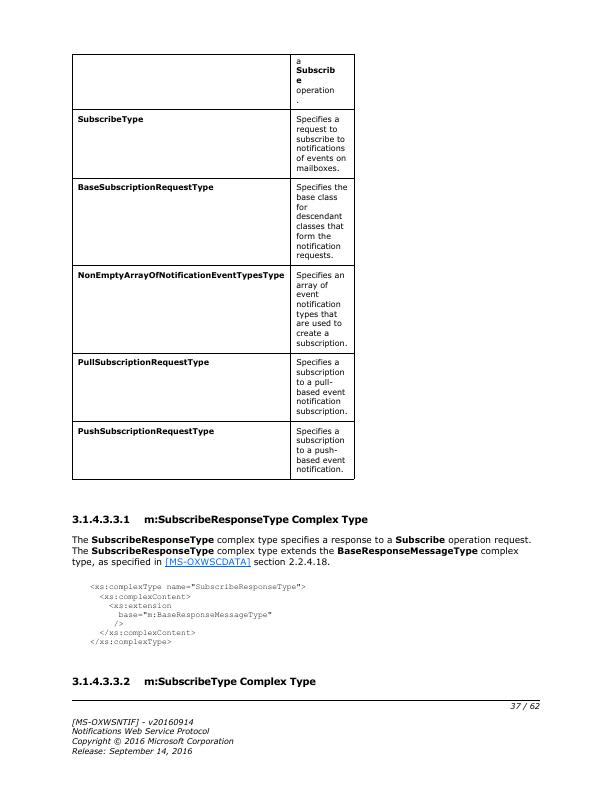 a
Subscrib
e
operation
.
SubscribeType
Specifies a
request to
subscribe to
notifications
of events on
mailboxes.
BaseSubscriptionRequestType
Specifies the
base class
for
descendant
classes that
form the
notification
requests.
NonEmptyArrayOfNotificationEventTypesType
Specifies an
array of
event
notification
types that
are used to
create a
subscription.
PullSubscriptionRequestType
Specifies a
subscription
to a pull-
based event
notification
subscription.
PushSubscriptionRequestType
Specifies a
subscription
to a push-
based event
notification.
3.1.4.3.3.1 m:SubscribeResponseType Complex Type
The SubscribeResponseType complex type specifies a response to a Subscribe operation request.
The SubscribeResponseType complex type extends the BaseResponseMessageType complex
type, as specified in [MS-OXWSCDATA] section 2.2.4.18.
<xs:complexType name="SubscribeResponseType">
<xs:complexContent>
<xs:extension
base="m:BaseResponseMessageType"
/>
</xs:complexContent>
</xs:complexType>
3.1.4.3.3.2 m:SubscribeType Complex Type
37 / 62
[MS-OXWSNTIF] - v20160914
Notifications Web Service Protocol
Copyright © 2016 Microsoft Corporation
Release: September 14, 2016